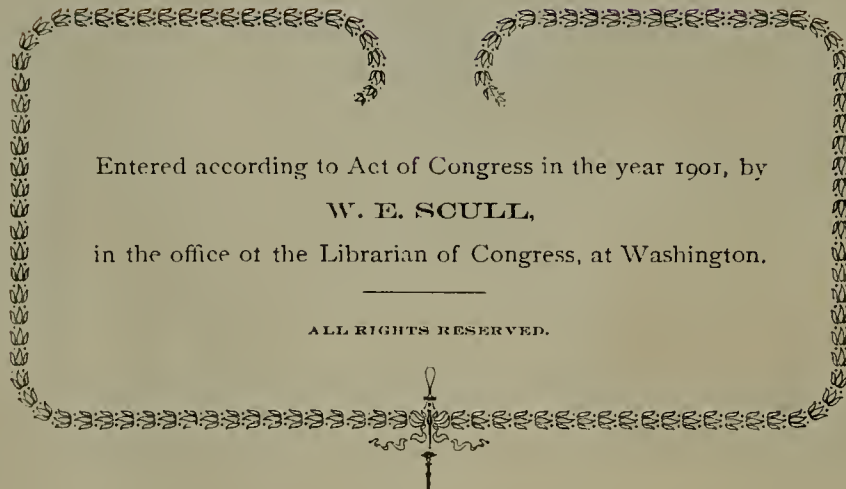 Entered according to Act of Congress in the year 1901, by
W. E. SCULL,
in the office ot the Librarian of Congress, at Washington.
ALL RIGHTS RESERVED.